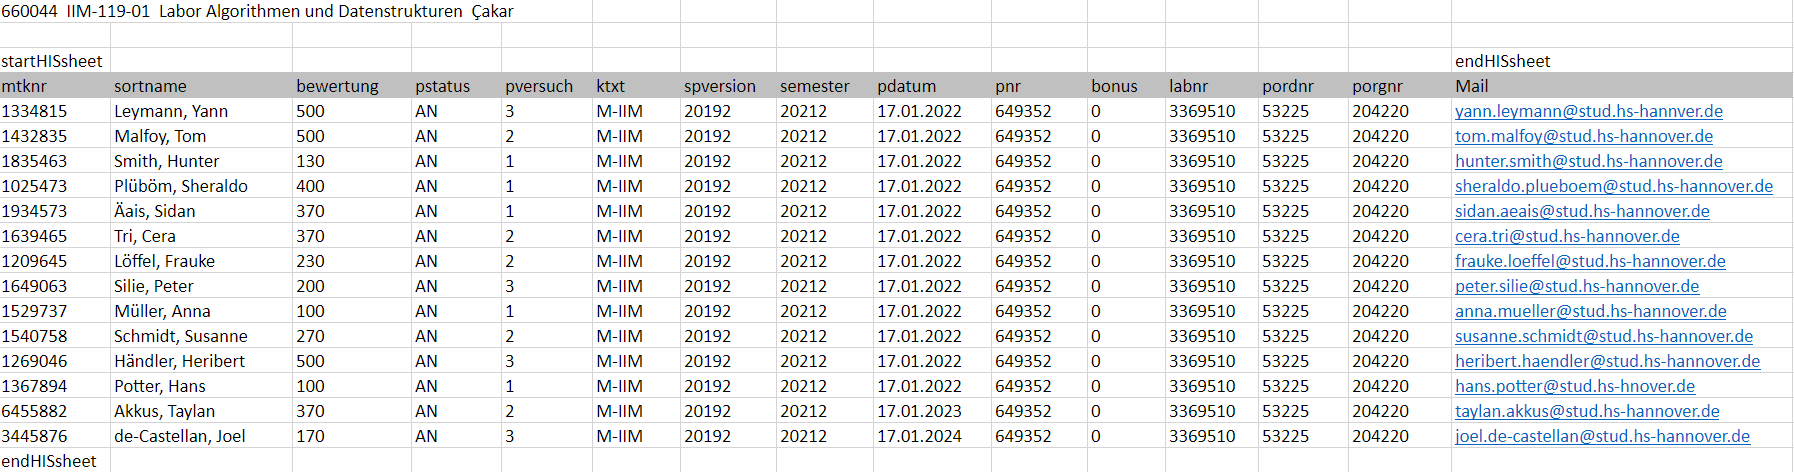 660044 IIM-119-01 Labor Algorithmen und Datenstrukturen Çakar
startHISsheet endHISsheet
mtknr sortname bewertung pstatus pversuch ktxt spversion semester pdatum pnr bonus labnr pordnr porgnr Mail
1334815 Leymann, Yann 500 AN 3 M-IIM 20192 20212 17.01.2022 649352 0 3369510 53225 204220 yann.leymann@stud.hs-hannver.de
1432835 Malfoy, Tom 500 AN 2 M-IIM 20192 20212 17.01.2022 649352 0 3369510 53225 204220 tom.malfoy@stud.hs-hannover.de
1835463 Smith, Hunter 130 AN 1 M-IIM 20192 20212 17.01.2022 649352 0 3369510 53225 204220 hunter.smith@stud.hs-hannover.de
1025473 Plüböm, Sheraldo 400 AN 1 M-IIM 20192 20212 17.01.2022 649352 0 3369510 53225 204220 sheraldo.plueboem@stud.hs-hannover.de
1934573 Äais, Sidan 370 AN 1 M-IIM 20192 20212 17.01.2022 649352 0 3369510 53225 204220 sidan.aeais@stud.hs-hannover.de
1639465 Tri, Cera 370 AN 2 M-IIM 20192 20212 17.01.2022 649352 0 3369510 53225 204220 cera.tri@stud.hs-hannover.de
1209645 Löffel, Frauke 230 AN 2 M-IIM 20192 20212 17.01.2022 649352 0 3369510 53225 204220 frauke.loeffel@stud.hs-hannover.de
1649063 Silie, Peter 200 AN 3 M-IIM 20192 20212 17.01.2022 649352 0 3369510 53225 204220 peter.silie@stud.hs-hannover.de
1529737 Müller, Anna 100 AN 1 M-IIM 20192 20212 17.01.2022 649352 0 3369510 53225 204220 anna.mueller@stud.hs-hannover.de
1540758 Schmidt, Susanne 270 AN 2 M-IIM 20192 20212 17.01.2022 649352 0 3369510 53225 204220 susanne.schmidt@stud.hs-hannover.de
1269046 Händler, Heribert 500 AN 3 M-IIM 20192 20212 17.01.2022 649352 0 3369510 53225 204220 heribert.haendler@stud.hs-hannover.de
1367894 Potter, Hans 100 AN 1 M-IIM 20192 20212 17.01.2022 649352 0 3369510 53225 204220 hans.potter@stud.hs-hnover.de
6455882 Akkus, Taylan 370 AN 2 M-IIM 20192 20212 17.01.2023 649352 0 3369510 53225 204220 taylan.akkus@stud.hs-hannover.de
3445876 de-Castellan, Joel 170 AN 3 M-IIM 20192 20212 17.01.2024 649352 0 3369510 53225 204220 joel.de-castellan@stud.hs-hannover.de
endHISsheet